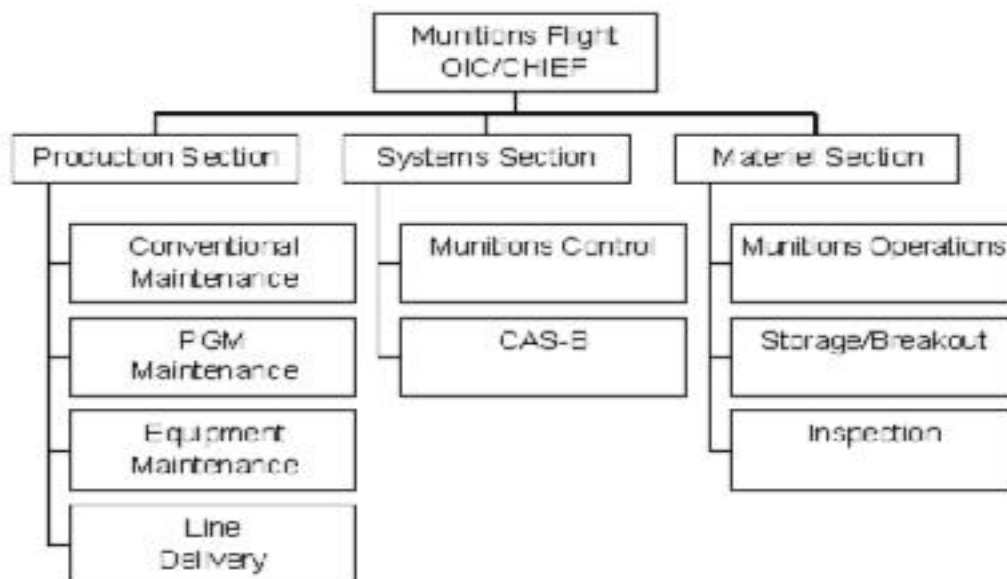 Munitions Flight
OIC/CHIEF
Production Section
Systems Section
Materiel Section
Conventional
Maintenance
Munitions Control
Munitions Operations
PGM
Maintenance
CAS-B
Storage/Breakout
Equipment
Maintenance
Inspection
Line
Delivery